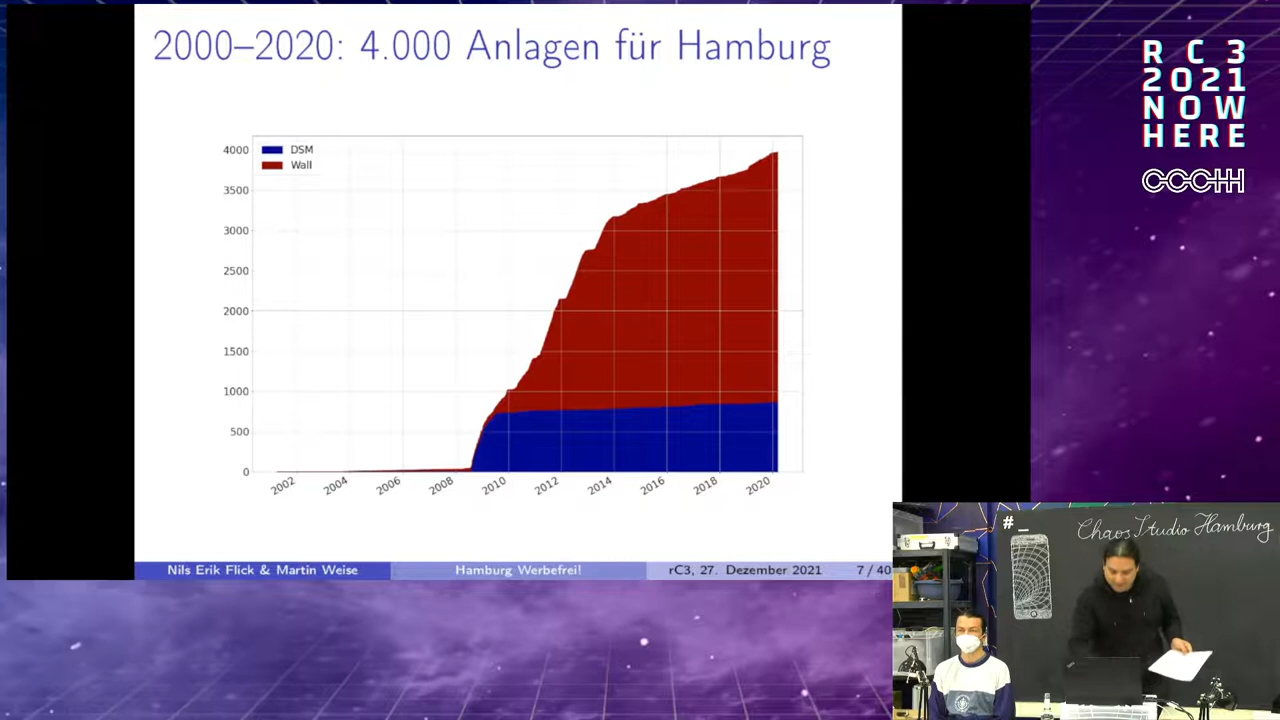 2000–2020: 4.000 Anlagen für Hamburg
DSM
Wall
4000
3500
3000
2500
2000
1500
1000
500
0
2002
2004
2006
2008
2010
2012
2014
2016
2018
2020
Nils Erik Flick & Martin Weise
Hamburg Werbefrei!
rC3, 27. Dezember 2021
7 / 40
RC3
2021
NOW
HERE
CCCHH
#_
Chaos Studio Hamburg